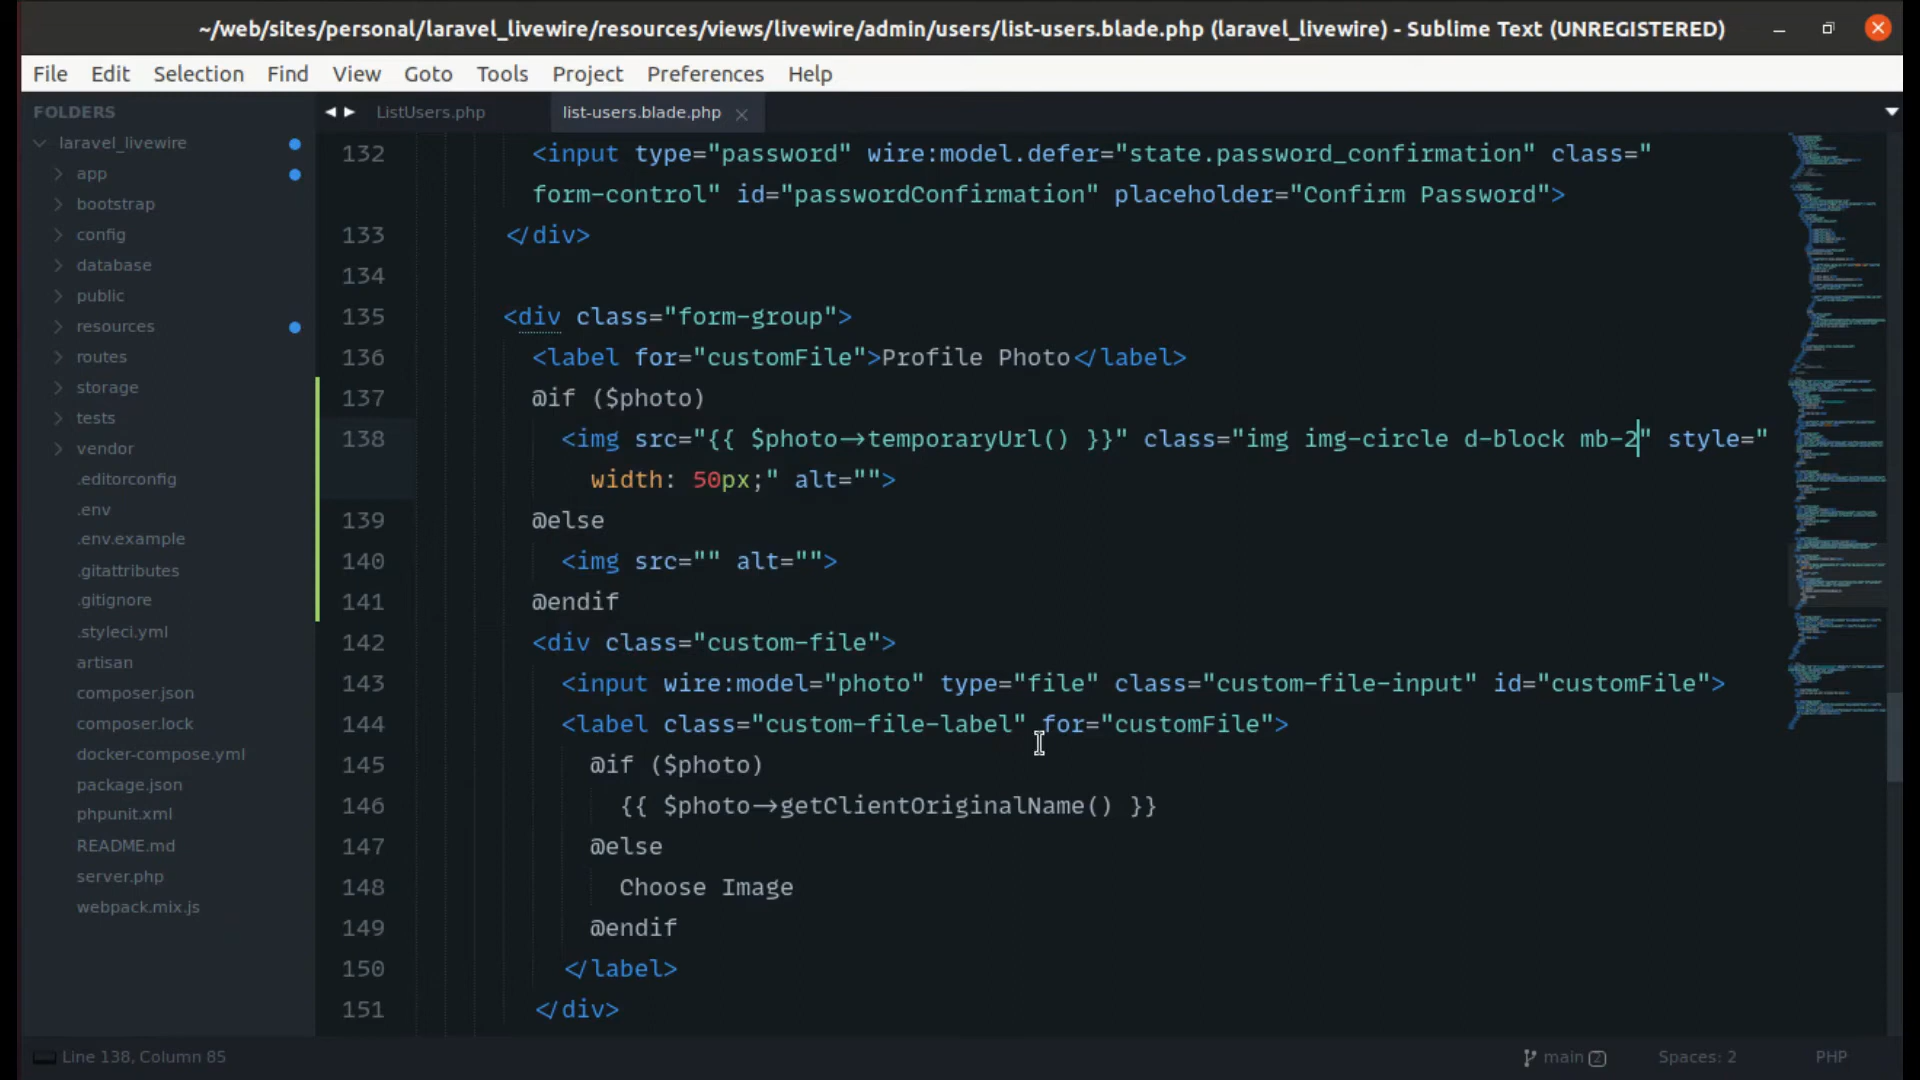 ~/web/sites/personal/laravel_livewire/resources/views/livewire/admin/users/list-users.blade.php (laravel_livewire) - Sublime Text (UNREGISTERED)
File Edit Selection Find View Goto Tools Project Preferences Help
FOLDERS
laravel_livewire
app
bootstrap
config
database
public
resources
routes
storage
tests
vendor
.editorconfig
.env
.env.example
.gitattributes
.gitignore
.styleci.yml
artisan
composer.json
composer.lock
docker-compose.yml
package.json
phpunit.xml
README.md
server.php
webpack.mix.js
ListUsers.php list-users.blade.php
132 <input type="password" wire:model.defer="state.password_confirmation" class="
form-control" id="passwordConfirmation" placeholder="Confirm Password">
133 </div>
134
135 <div class="form-group">
136 <label for="customFile">Profile Photo</label>
137 @if ($photo)
138 <img src="{{ $photo->temporaryUrl() }}" class="img img-circle d-block mb-2" style="
width: 50px;" alt="">
139 @else
140 <img src="" alt="">
141 @endif
142 <div class="custom-file">
143 <input wire:model="photo" type="file" class="custom-file-input" id="customFile">
144 <label class="custom-file-label" for="customFile">
145 @if ($photo)
146 {{ $photo->getClientOriginalName() }}
147 @else
148 Choose Image
149 @endif
150 </label>
151 </div>
Line 138, Column 85
main 2 Spaces: 2 PHP